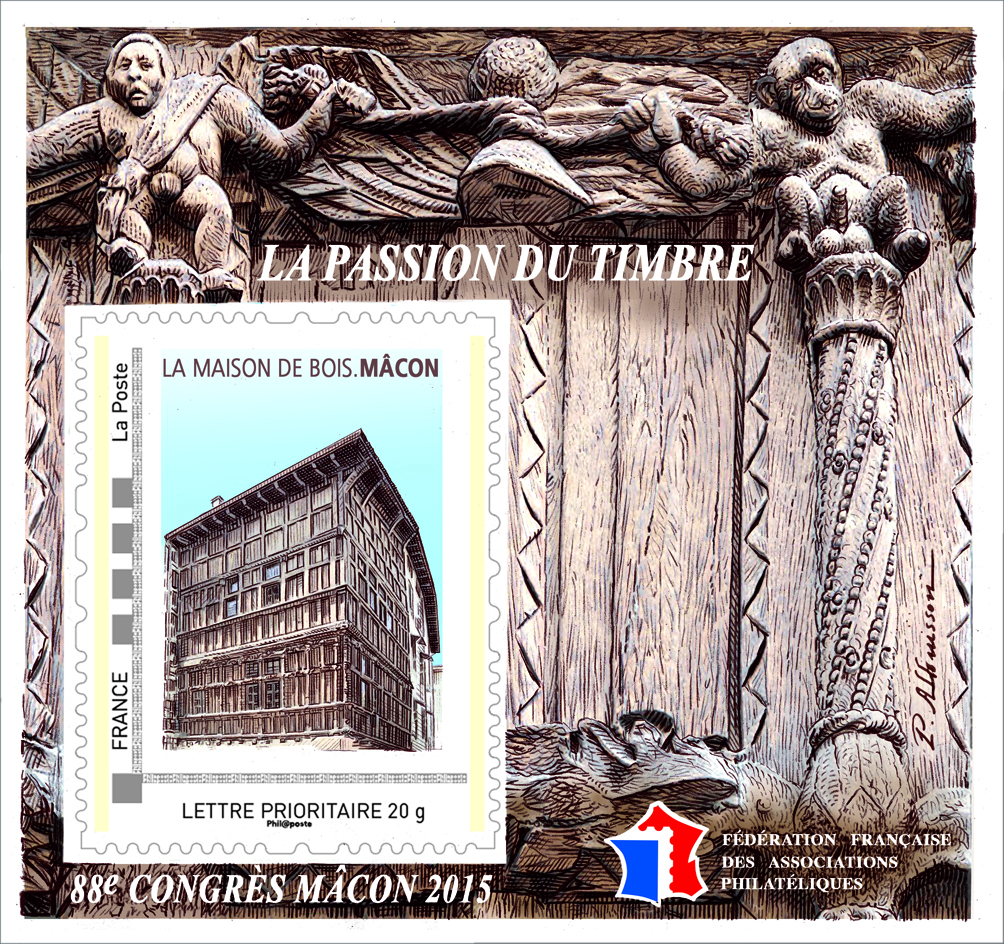 LA PASSION DU TIMBRE
LA MAISON DE BOIS.MÂCON
La Poste
FRANCE
LETTRE PRIORITAIRE 20 g
Phil@poste
88e CONGRÈS MÂCON 2015
FÉDÉRATION FRANÇAISE
DES ASSOCIATIONS
PHILATÉLIQUES
P. Albuisson